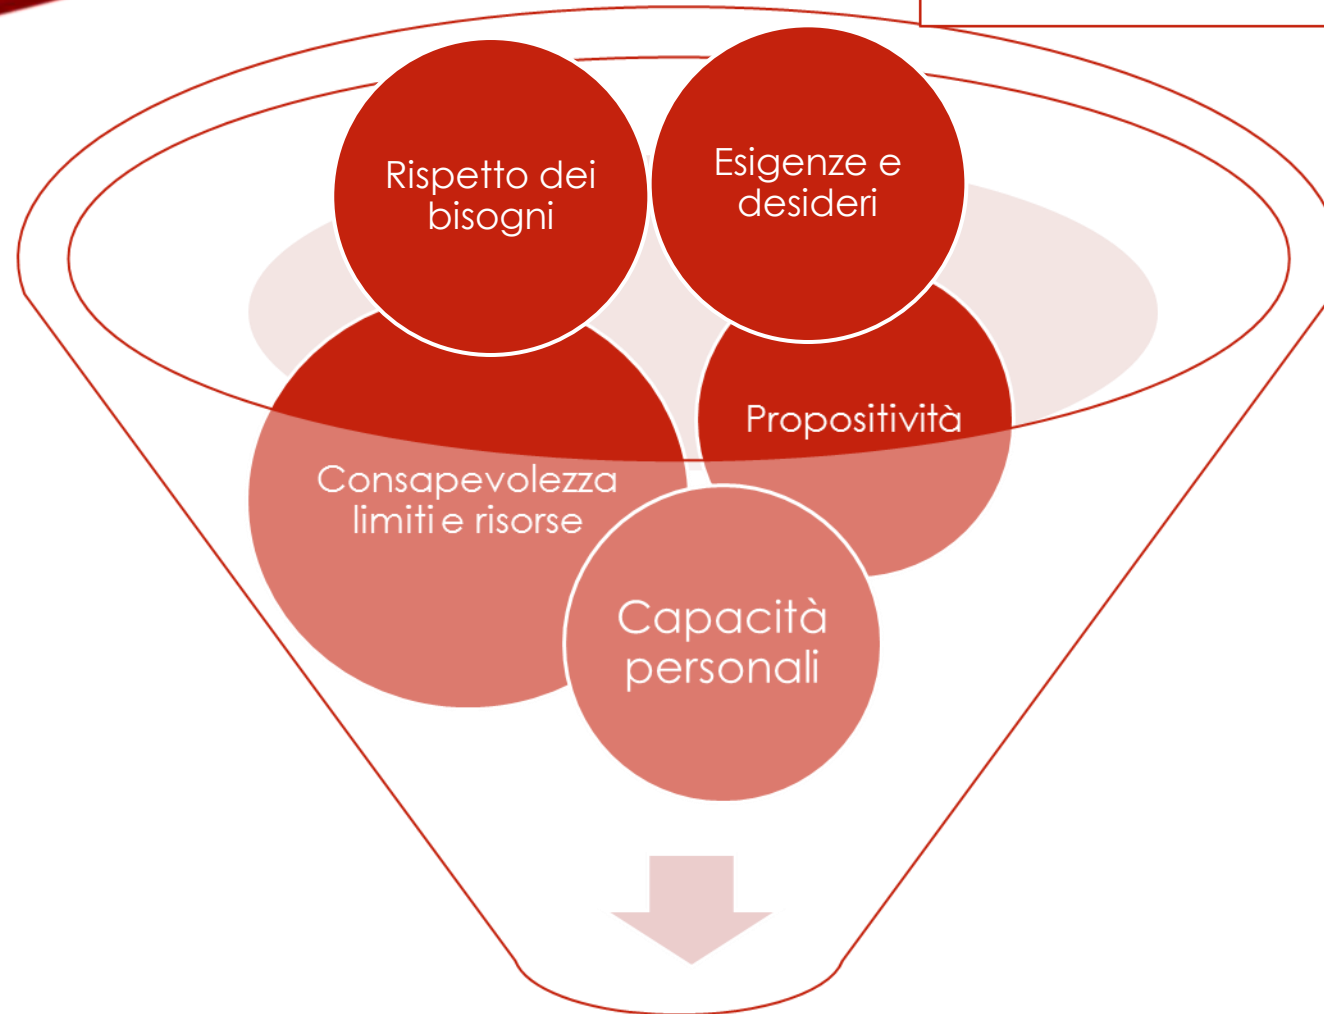 Rispetto dei
bisogni
Esigenze e
desideri
Propositività
Consapevolezza
limiti e risorse
Capacità
personali